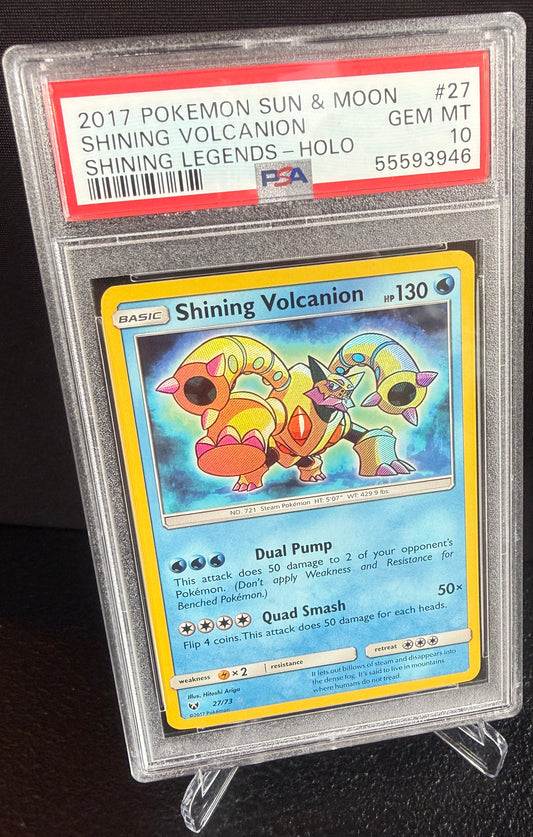 2017 POKEMON SUN & MOON #27
SHINING VOLCANION GEM MT
SHINING LEGENDS – HOLO 10
55593946
PSA
BASIC Shining Volcanion HP 130
NO. 721 Steam Pokémon HT: 5'07" WT: 429.9 lbs.
Dual Pump
This attack does 50 damage to 2 of your opponent's
Pokémon. (Don't apply Weakness and Resistance for
Benched Pokémon.)
Quad Smash 50×
Flip 4 coins. This attack does 50 damage for each heads.
weakness ×2 resistance retreat
It lets out billows of steam and disappears into
the dense fog. It's said to live in mountains
where humans do not tread.
Illus. Hitoshi Ariga
27/73
©2017 Pokémon